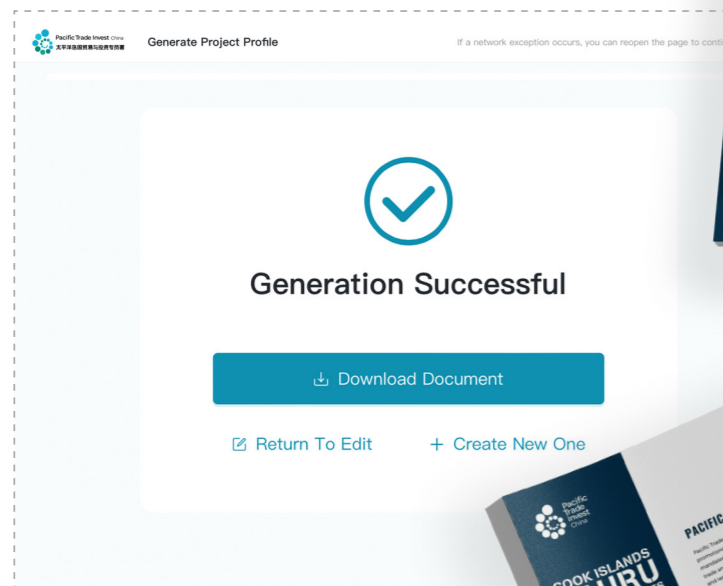 Pacific Trade Invest China
太平洋岛国贸易与投资专员署
Generate Project Profile
If a network exception occurs, you can reopen the page to conti
Generation Successful
Download Document
Return To Edit
+ Create New One
Pacific
Trade
Invest
China
COOK ISLANDS
PACIFIC
Pacific Trade